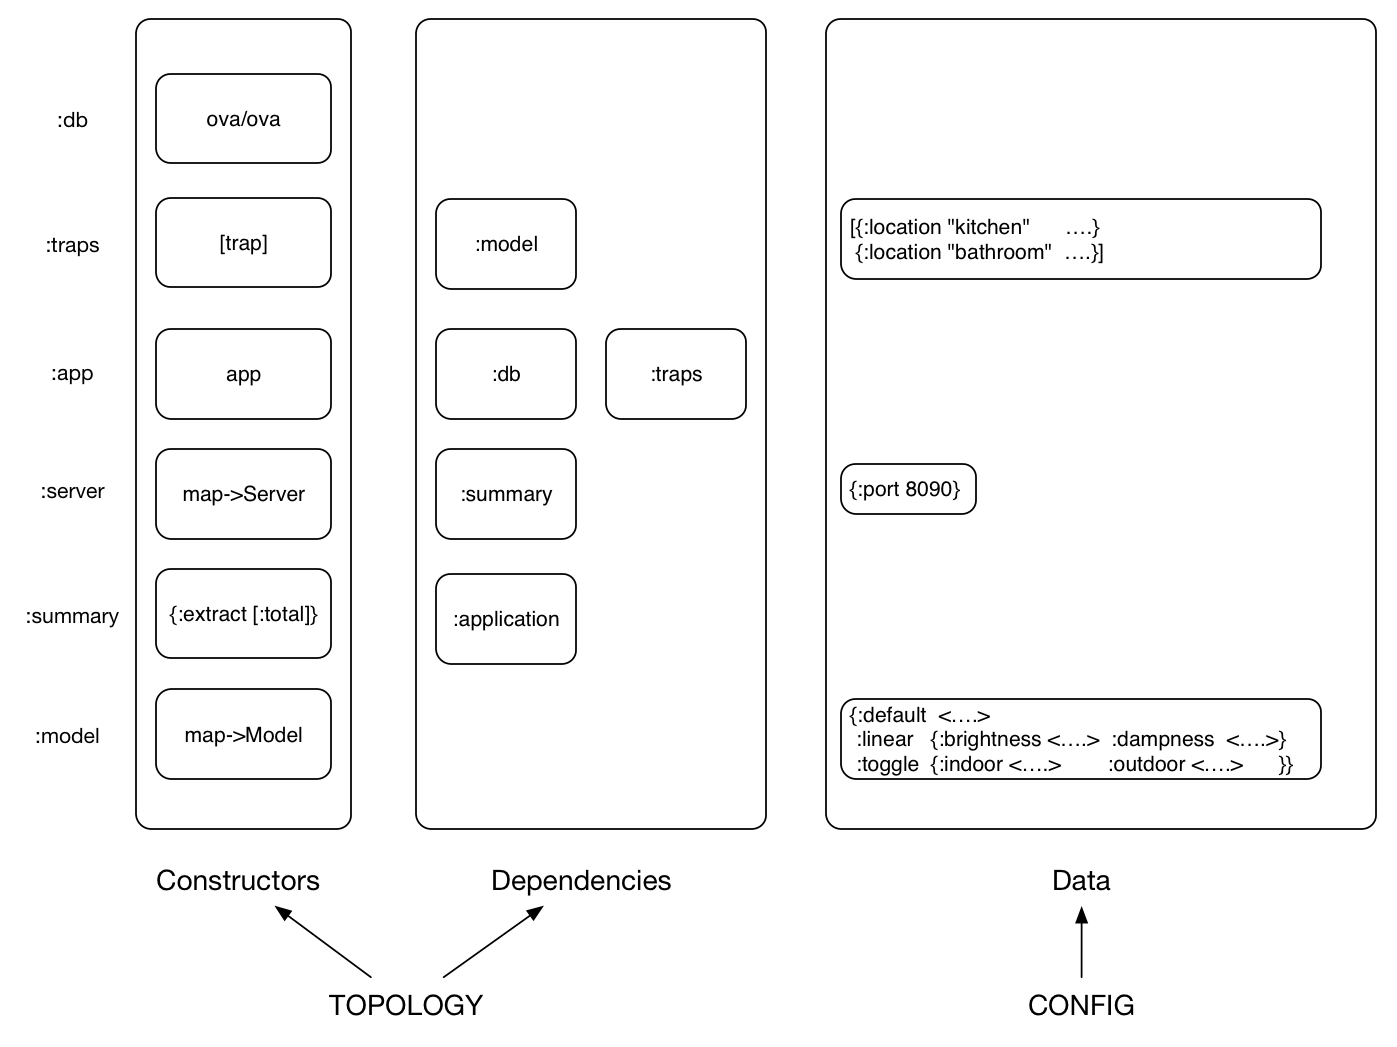 :db ova/ova
:traps [trap] :model [{:location "kitchen" ....}
{:location "bathroom" ....}]
:app app :db :traps
:server map->Server :summary {:port 8090}
:summary {:extract [:total]} :application
:model map->Model {:default <....>
:linear {:brightness <....> :dampness <....>}
:toggle {:indoor <....> :outdoor <....> }}
Constructors Dependencies Data
TOPOLOGY CONFIG